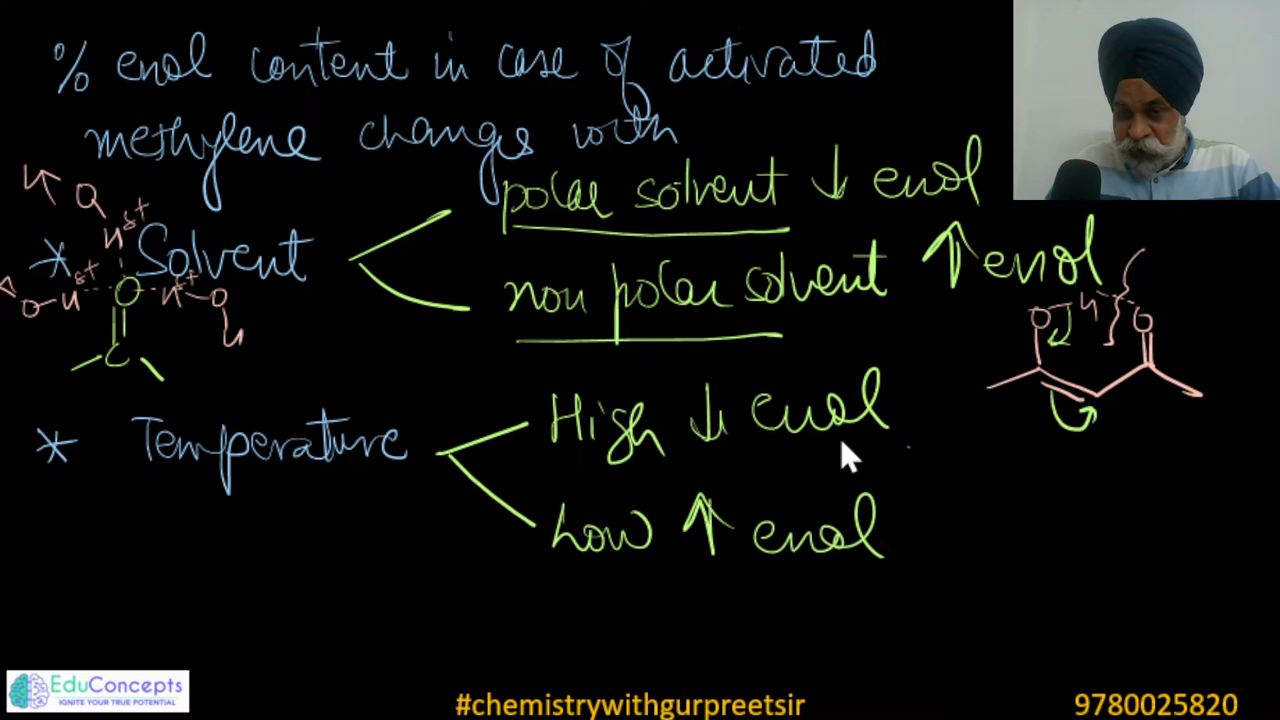 % enol content in case of activated
methylene changes with
* Solvent
polar solvent ↓ enol
non polar solvent ↑ enol
H O
H δ+
O H δ+ O H δ+ O
H
C
O H O
* Temperature
High ↓ enol
Low ↑ enol
EduConcepts
IGNITE YOUR TRUE POTENTIAL
#chemistrywithgurpreetsir
9780025820